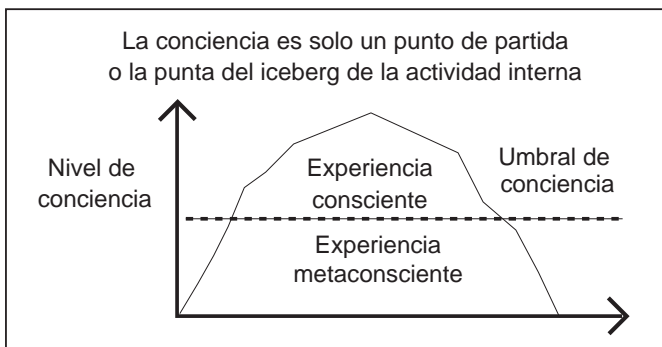 La conciencia es solo un punto de partida
o la punta del iceberg de la actividad interna
Nivel de
conciencia
Experiencia
consciente
Umbral de
conciencia
Experiencia
metaconsciente